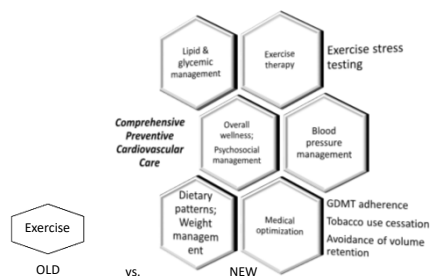 Lipid &
glycemic
management
Exercise
therapy
Exercise stress
testing
Comprehensive
Preventive
Cardiovascular
Care
Overall
wellness;
Psychosocial
management
Blood
pressure
management
Dietary
patterns;
Weight
managem
ent
Medical
optimization
GDMT adherence
Tobacco use cessation
Avoidance of volume
retention
Exercise
OLD
vs.
NEW